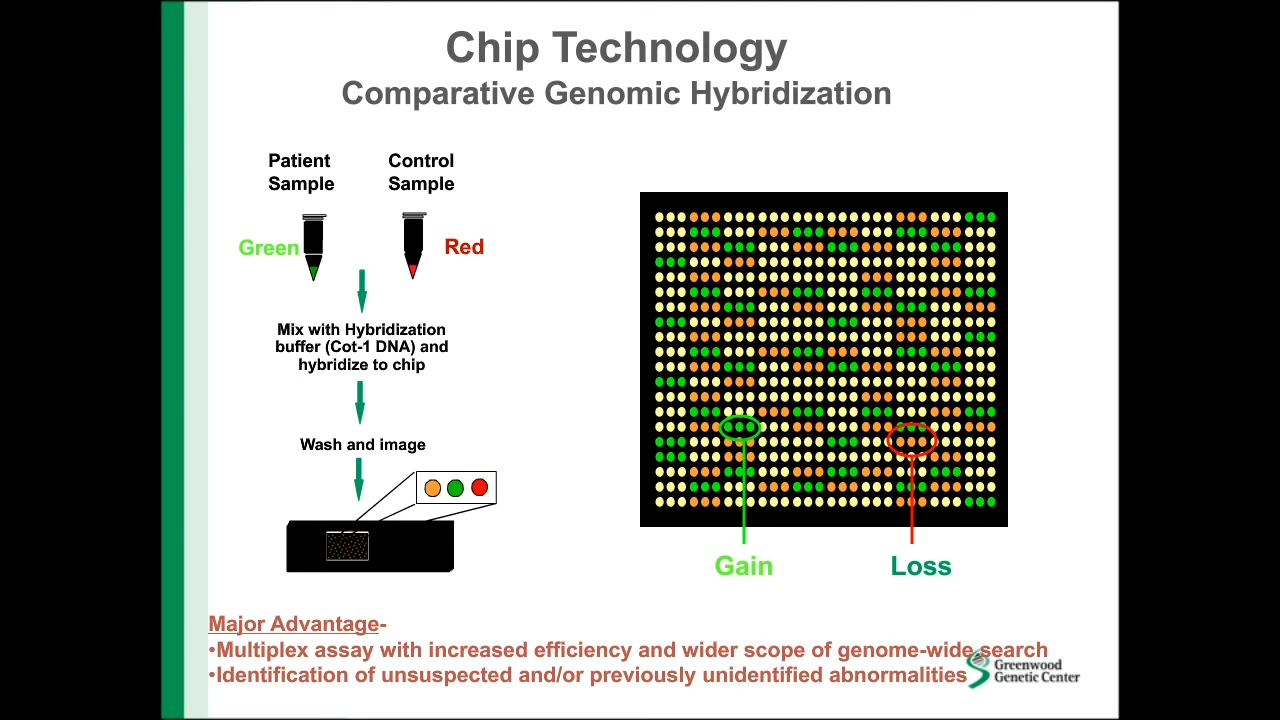 Chip Technology
Comparative Genomic Hybridization
Patient
Sample
Control
Sample
Green
Red
Mix with Hybridization
buffer (Cot-1 DNA) and
hybridize to chip
Wash and image
Gain
Loss
Major Advantage-
•Multiplex assay with increased efficiency and wider scope of genome-wide search
•Identification of unsuspected and/or previously unidentified abnormalities
Greenwood
Genetic Center